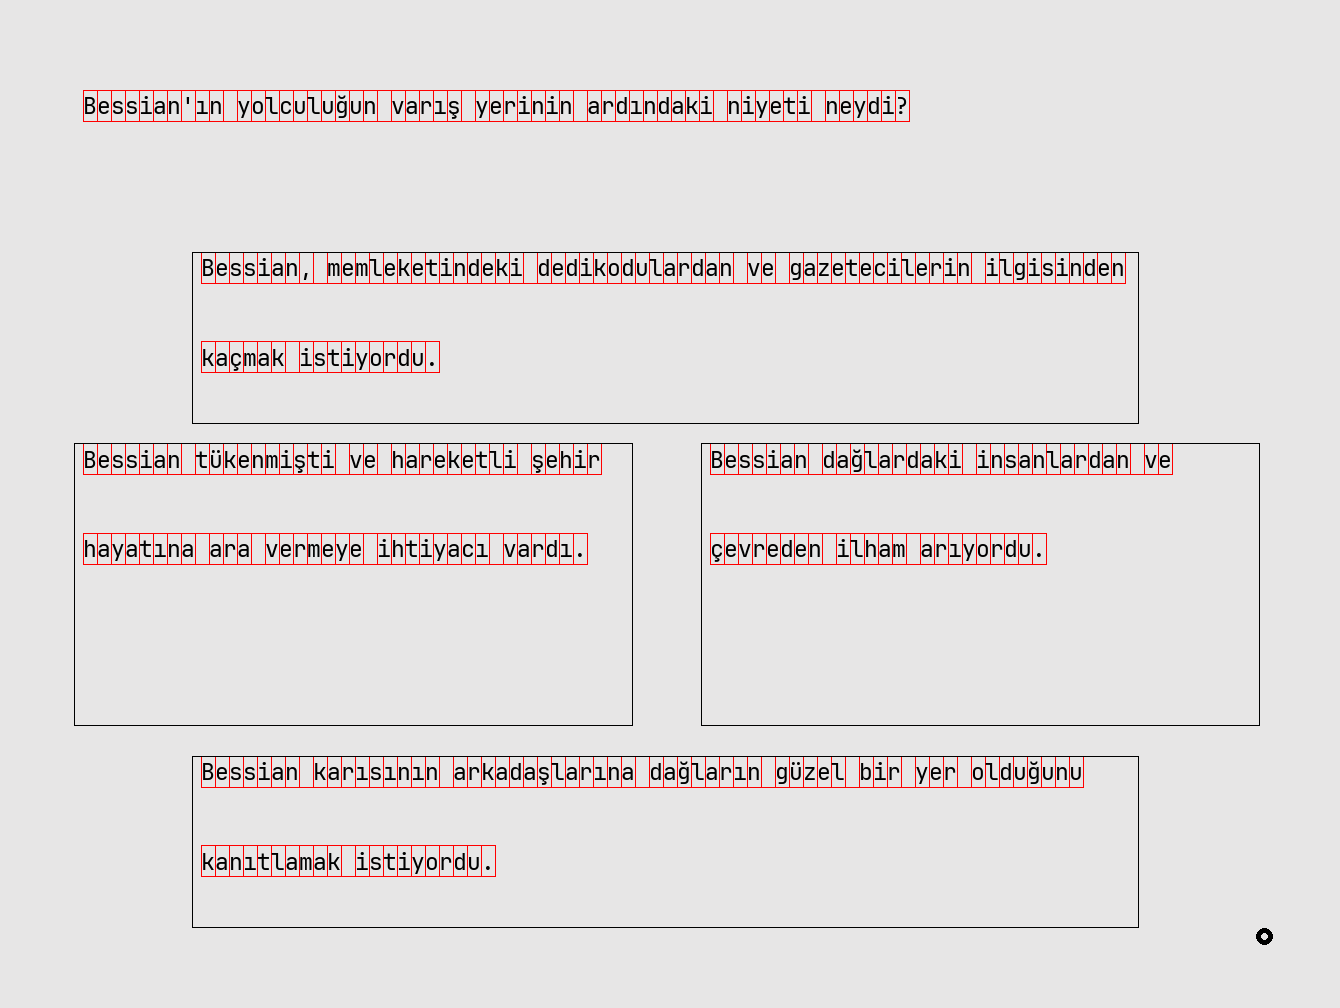 Bessian'ın yolculuğun varış yerinin ardındaki niyeti neydi?
Bessian, memleketindeki dedikodulardan ve gazetecilerin ilgisinden
kaçmak istiyordu.
Bessian tükenmişti ve hareketli şehir
hayatına ara vermeye ihtiyacı vardı.
Bessian dağlardaki insanlardan ve
çevreden ilham arıyordu.
Bessian karısının arkadaşlarına dağların güzel bir yer olduğunu
kanıtlamak istiyordu.